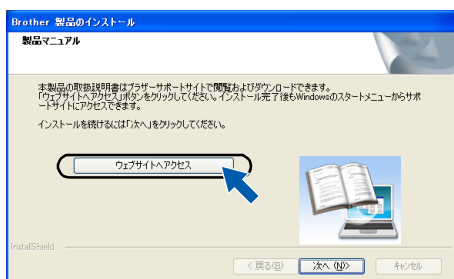 Brother 製品のインストール
製品マニュアル
本製品の取扱説明書はブラザーサポートサイトで閲覧およびダウンロードできます。
「ウェブサイトへアクセス」ボタンをクリックしてください。インストール完了後もWindowsのスタートメニューからサポ
ートサイトにアクセスできます。
インストールを続けるには「次へ」をクリックしてください。
ウェブサイトへアクセス
InstallShield
< 戻る(B)
次へ (N)>
キャンセル